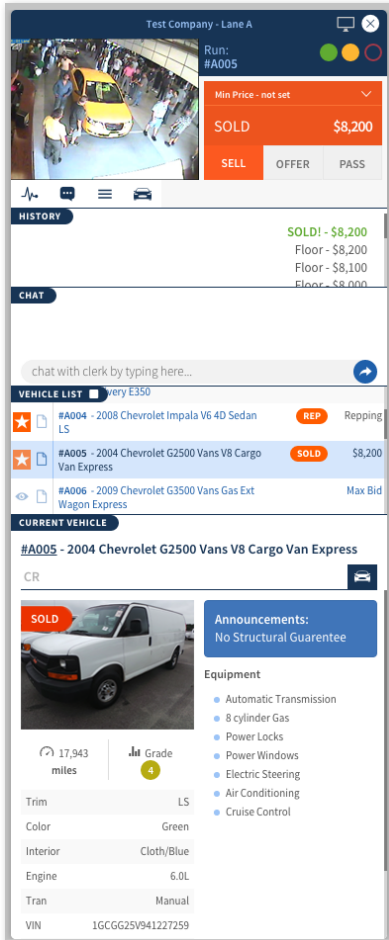 Test Company - Lane A
Run:
#A005
Min Price - not set
SOLD $8,200
SELL OFFER PASS
HISTORY
SOLD! - $8,200
Floor - $8,200
Floor - $8,100
Floor - $8,000
CHAT
chat with clerk by typing here...
VEHICLE LIST
very E350
#A004 - 2008 Chevrolet Impala V6 4D Sedan
LS
REP Repping
#A005 - 2004 Chevrolet G2500 Vans V8 Cargo
Van Express
SOLD $8,200
#A006 - 2009 Chevrolet G3500 Vans Gas Ext
Wagon Express
Max Bid
CURRENT VEHICLE
#A005 - 2004 Chevrolet G2500 Vans V8 Cargo Van Express
CR
SOLD
17,943
miles
Grade
4
Trim LS
Color Green
Interior Cloth/Blue
Engine 6.0L
Tran Manual
VIN 1GCGG25V941227259
Announcements:
No Structural Guarentee
Equipment
Automatic Transmission
8 cylinder Gas
Power Locks
Power Windows
Electric Steering
Air Conditioning
Cruise Control